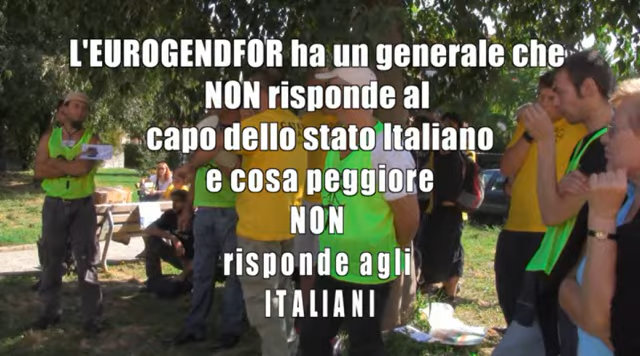 L'EUROGENDFOR ha un generale che
NON risponde al
capo dello stato Italiano
e cosa peggiore
NON
risponde agli
ITALIANI